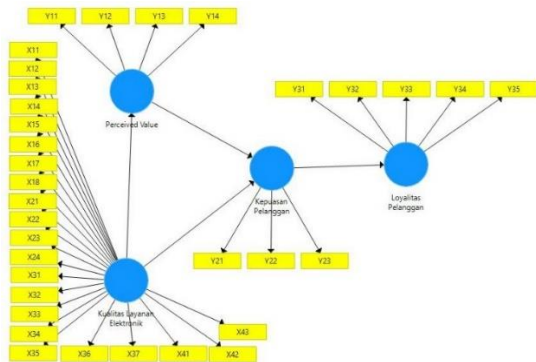 Y11 Y12 Y13 Y14
X11
X12
X13
X14
X15
X16
X17
X18
X21
X22
X23
X24
X31
X32
X33
X34
X35
Perceived Value
Y31 Y32 Y33 Y34 Y35
Kepuasan
Pelanggan
Loyalitas
Pelanggan
Y21 Y22 Y23
Kualitas Layanan
Elektronik
X36 X37 X41 X42
X43